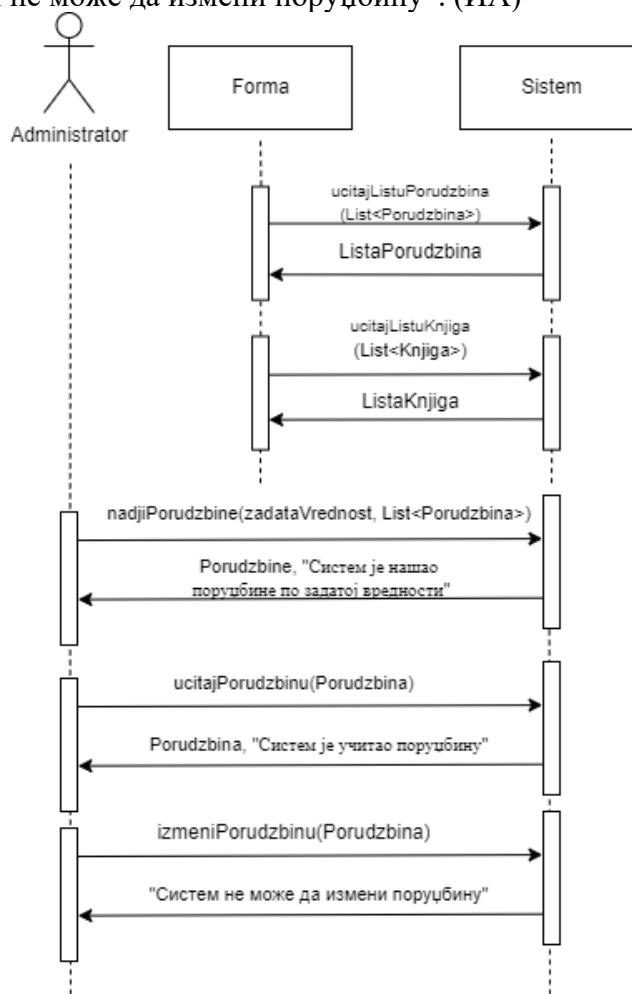 не може да измени поруџбину". (ИА)
Forma
Sistem
Administrator
ucitajListuPorudzbina
(List<Porudzbina>)
ListaPorudzbina
ucitajListuKnjiga
(List<Knjiga>)
ListaKnjiga
nadjiPorudzbine(zadataVrednost, List<Porudzbina>)
Porudzbine, "Систем је нашао
поруџбине по задатој вредности"
ucitajPorudzbinu(Porudzbina)
Porudzbina, "Систем је учитао поруџбину"
izmeniPorudzbinu(Porudzbina)
"Систем не може да измени поруџбину"